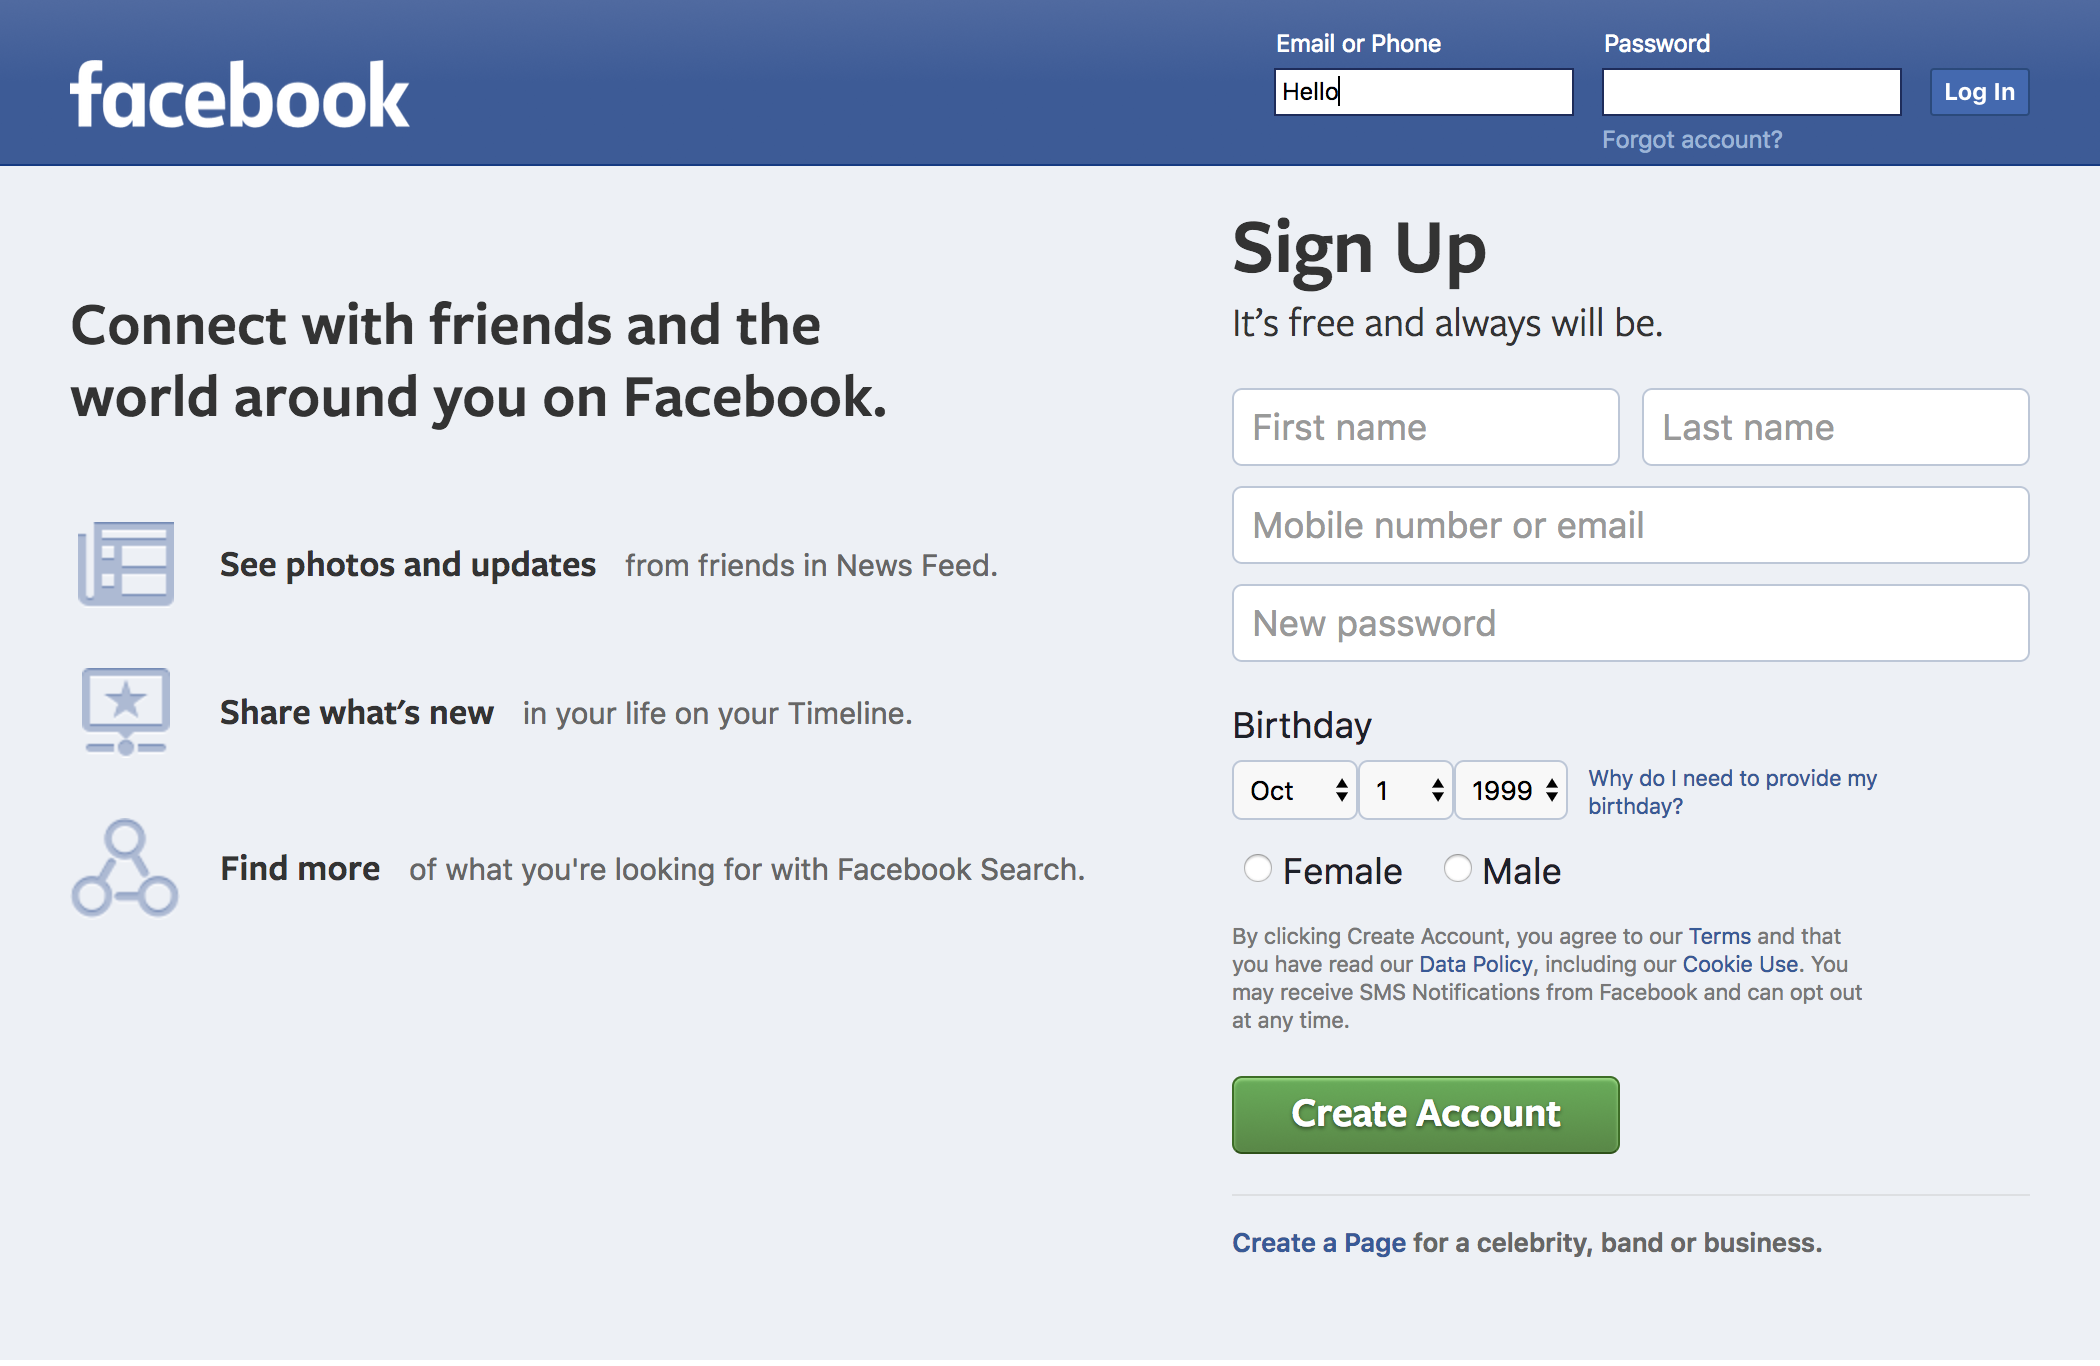 facebook
Email or Phone
Password
Hello
Log In
Forgot account?
Connect with friends and the
world around you on Facebook.
See photos and updates from friends in News Feed.
Share what's new in your life on your Timeline.
Find more of what you're looking for with Facebook Search.
Sign Up
It’s free and always will be.
First name
Last name
Mobile number or email
New password
Birthday
Oct
1
1999
Why do I need to provide my
birthday?
Female
Male
By clicking Create Account, you agree to our Terms and that
you have read our Data Policy, including our Cookie Use. You
may receive SMS Notifications from Facebook and can opt out
at any time.
Create Account
Create a Page for a celebrity, band or business.